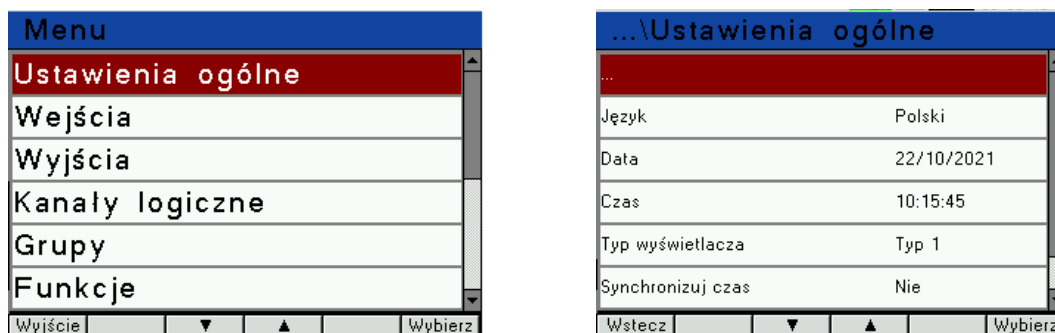 Menu
Ustawienia ogólne
Wejścia
Wyjścia
Kanały logiczne
Grupy
Funkcje
Wyjście ▼ ▲ Wybierz
...\Ustawienia ogólne
...
Język Polski
Data 22/10/2021
Czas 10:15:45
Typ wyświetlacza Typ 1
Synchronizuj czas Nie
Wstecz ▼ ▲ Wybierz